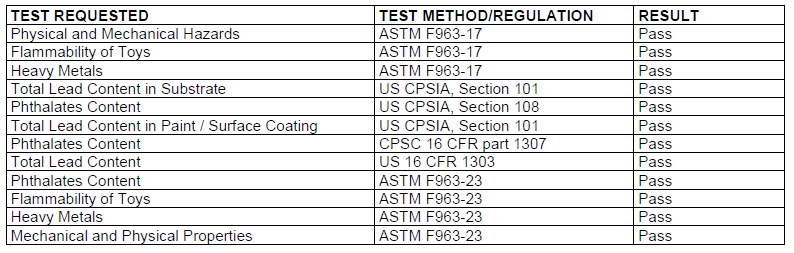 TEST REQUESTED TEST METHOD/REGULATION RESULT
Physical and Mechanical Hazards ASTM F963-17 Pass
Flammability of Toys ASTM F963-17 Pass
Heavy Metals ASTM F963-17 Pass
Total Lead Content in Substrate US CPSIA, Section 101 Pass
Phthalates Content US CPSIA, Section 108 Pass
Total Lead Content in Paint / Surface Coating US CPSIA, Section 101 Pass
Phthalates Content CPSC 16 CFR part 1307 Pass
Total Lead Content US 16 CFR 1303 Pass
Phthalates Content ASTM F963-23 Pass
Flammability of Toys ASTM F963-23 Pass
Heavy Metals ASTM F963-23 Pass
Mechanical and Physical Properties ASTM F963-23 Pass